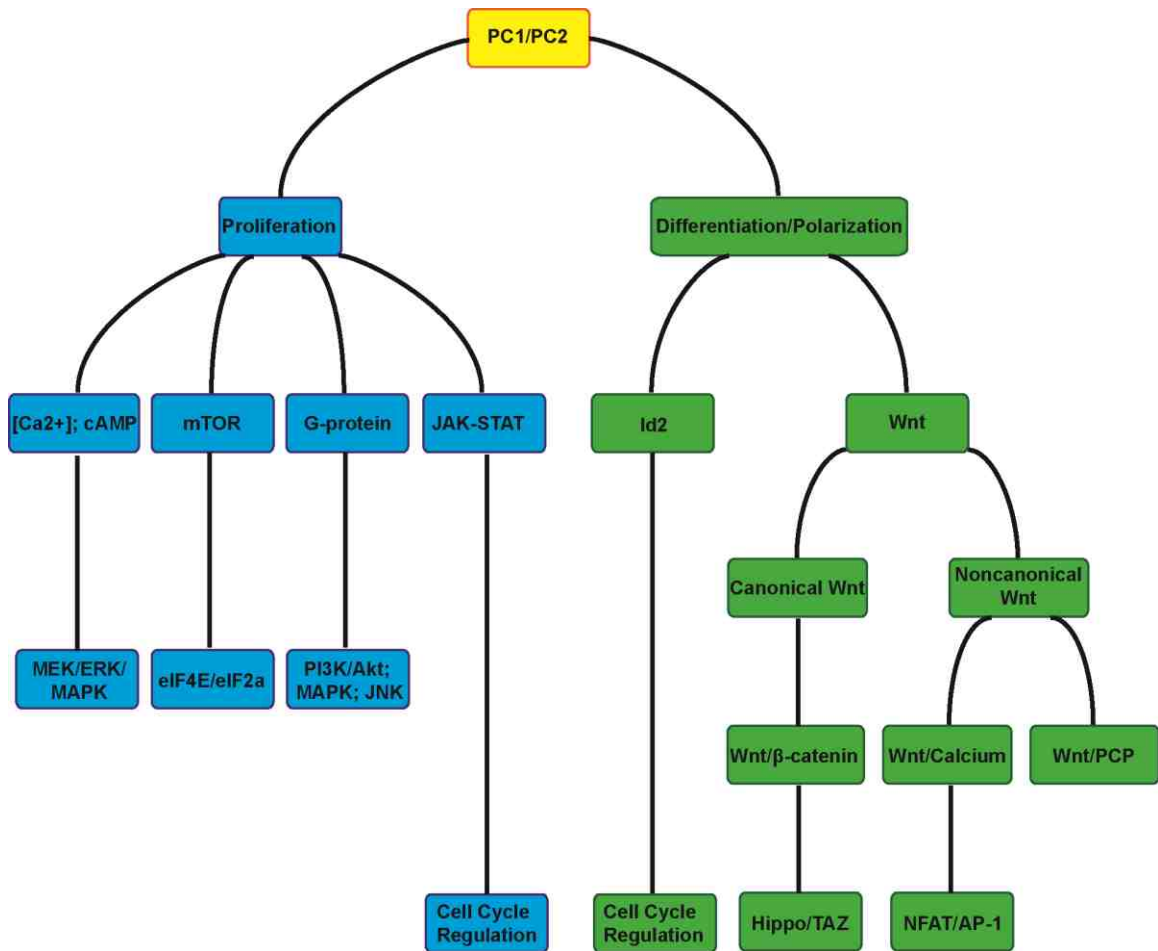 PC1/PC2
Proliferation
Differentiation/Polarization
[Ca2+]; cAMP
mTOR
G-protein
JAK-STAT
Id2
Wnt
Canonical Wnt
Noncanonical
Wnt
MEK/ERK/
MAPK
eIF4E/eIF2a
PI3K/Akt;
MAPK; JNK
Wnt/β-catenin
Wnt/Calcium
Wnt/PCP
Cell Cycle
Regulation
Cell Cycle
Regulation
Hippo/TAZ
NFAT/AP-1